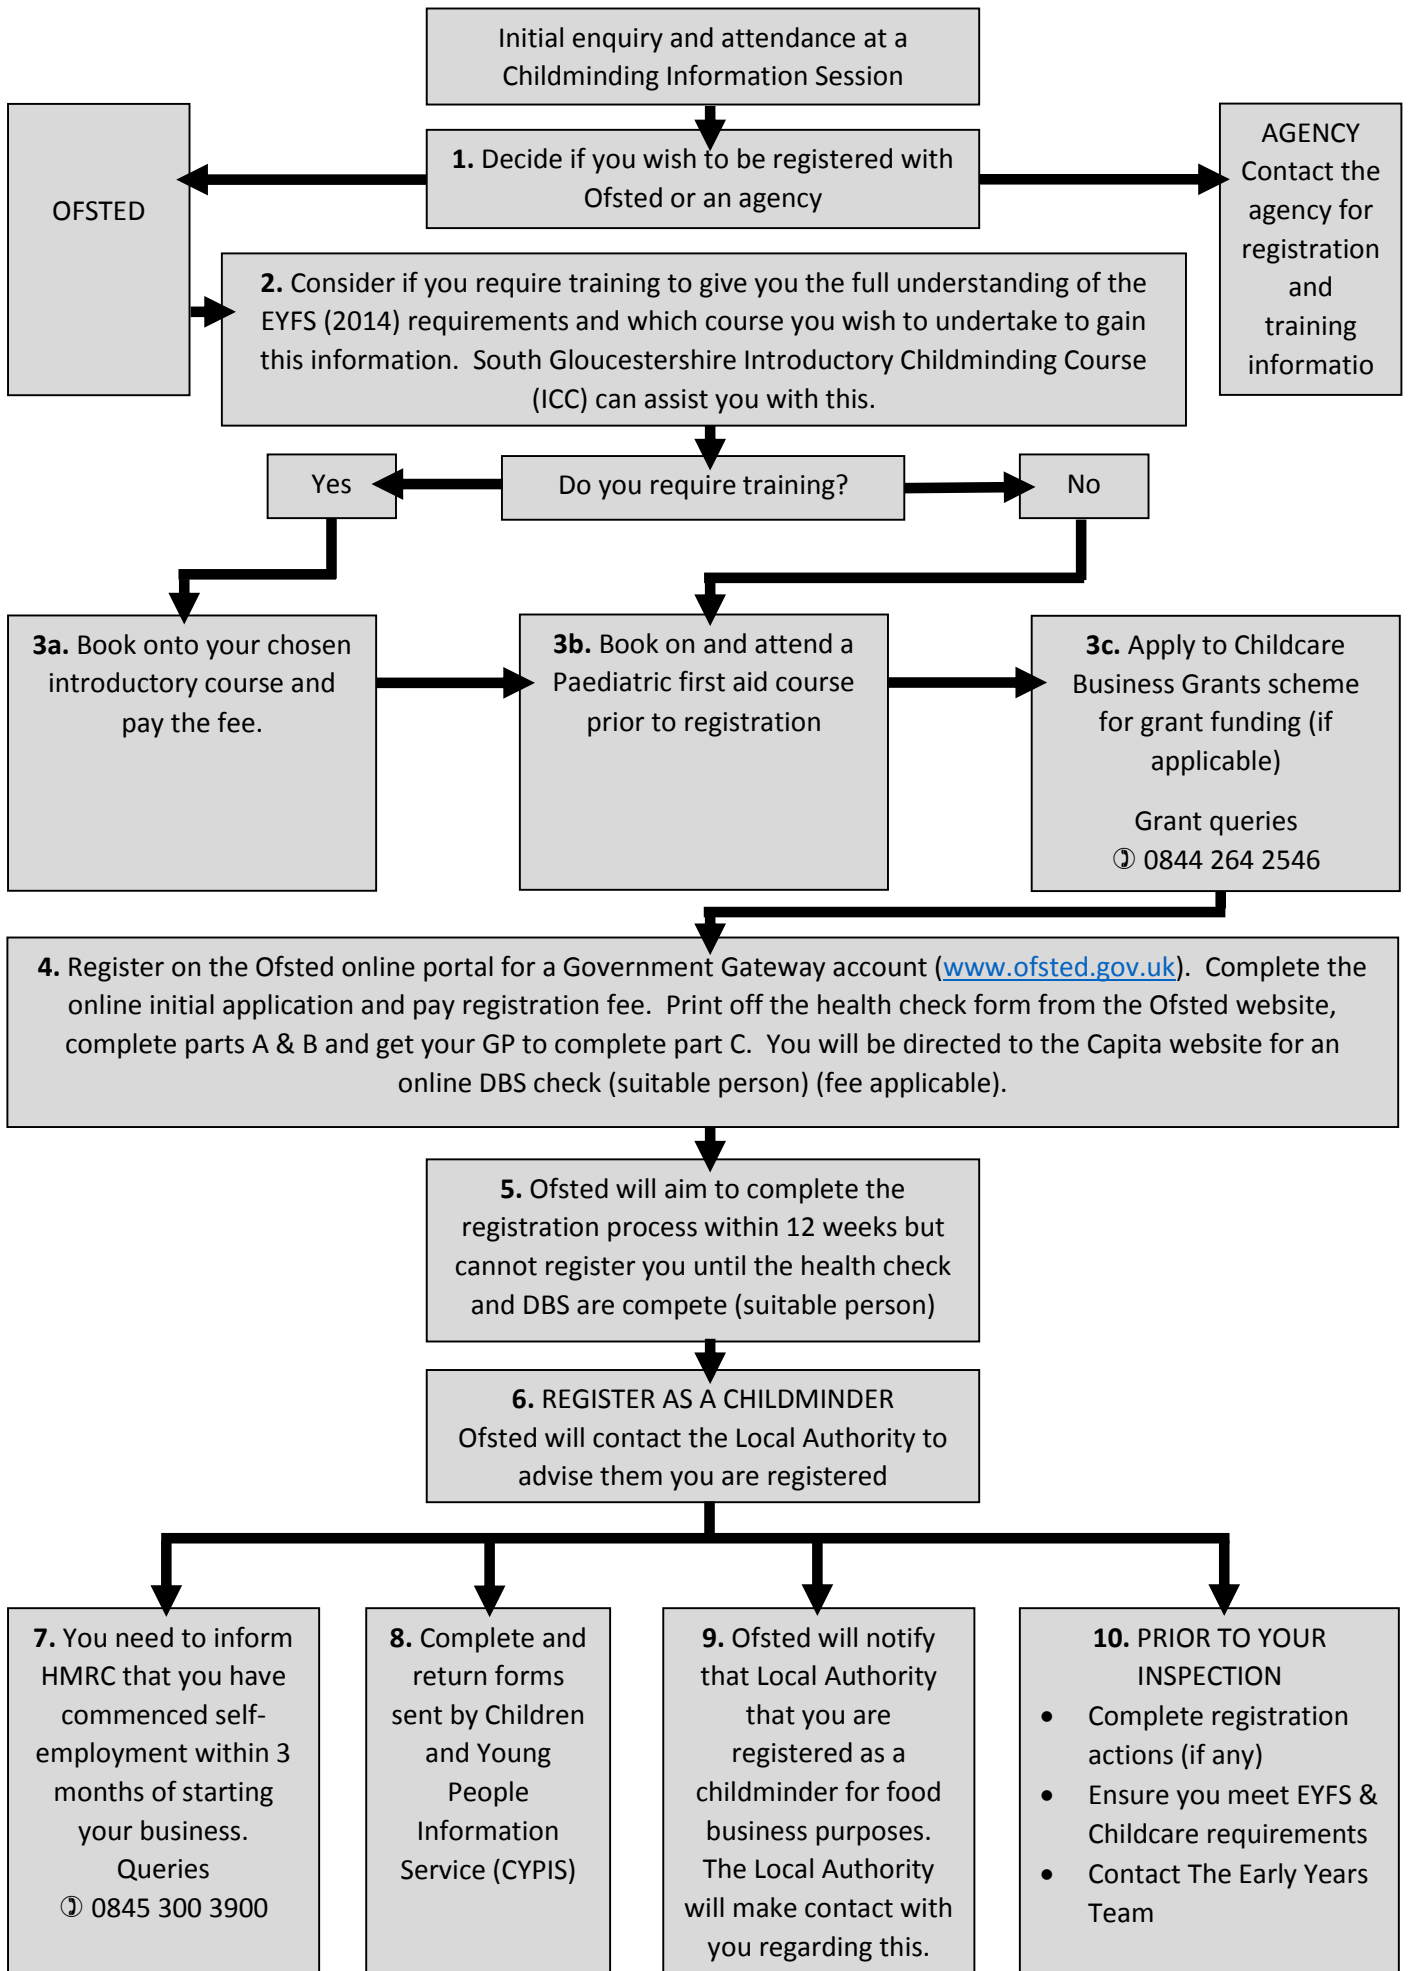 Initial enquiry and attendance at a
Childminding Information Session
1. Decide if you wish to be registered with
Ofsted or an agency
OFSTED
AGENCY
Contact the
agency for
registration
and
training
informatio
2. Consider if you require training to give you the full understanding of the
EYFS (2014) requirements and which course you wish to undertake to gain
this information.  South Gloucestershire Introductory Childminding Course
(ICC) can assist you with this.
Yes
Do you require training?
No
3a. Book onto your chosen
introductory course and
pay the fee.
3b. Book on and attend a
Paediatric first aid course
prior to registration
3c. Apply to Childcare
Business Grants scheme
for grant funding (if
applicable)
Grant queries
✆ 0844 264 2546
4. Register on the Ofsted online portal for a Government Gateway account (www.ofsted.gov.uk).  Complete the
online initial application and pay registration fee.  Print off the health check form from the Ofsted website,
complete parts A & B and get your GP to complete part C.  You will be directed to the Capita website for an
online DBS check (suitable person) (fee applicable).
5. Ofsted will aim to complete the
registration process within 12 weeks but
cannot register you until the health check
and DBS are compete (suitable person)
6. REGISTER AS A CHILDMINDER
Ofsted will contact the Local Authority to
advise them you are registered
7. You need to inform
HMRC that you have
commenced self-
employment within 3
months of starting
your business.
Queries
✆ 0845 300 3900
8. Complete and
return forms
sent by Children
and Young
People
Information
Service (CYPIS)
9. Ofsted will notify
that Local Authority
that you are
registered as a
childminder for food
business purposes.
The Local Authority
will make contact with
you regarding this.
10. PRIOR TO YOUR
INSPECTION
• Complete registration
actions (if any)
• Ensure you meet EYFS &
Childcare requirements
• Contact The Early Years
Team